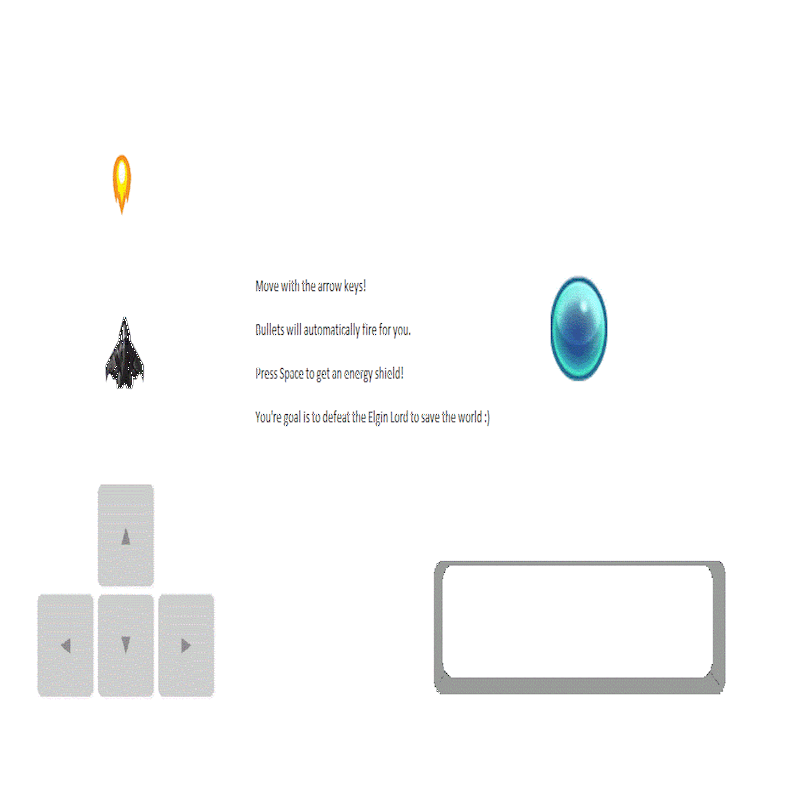 Move with the arrow keys!
Bullets will automatically fire for you.
Press Space to get an energy shield!
You're goal is to defeat the Elgin Lord to save the world :)